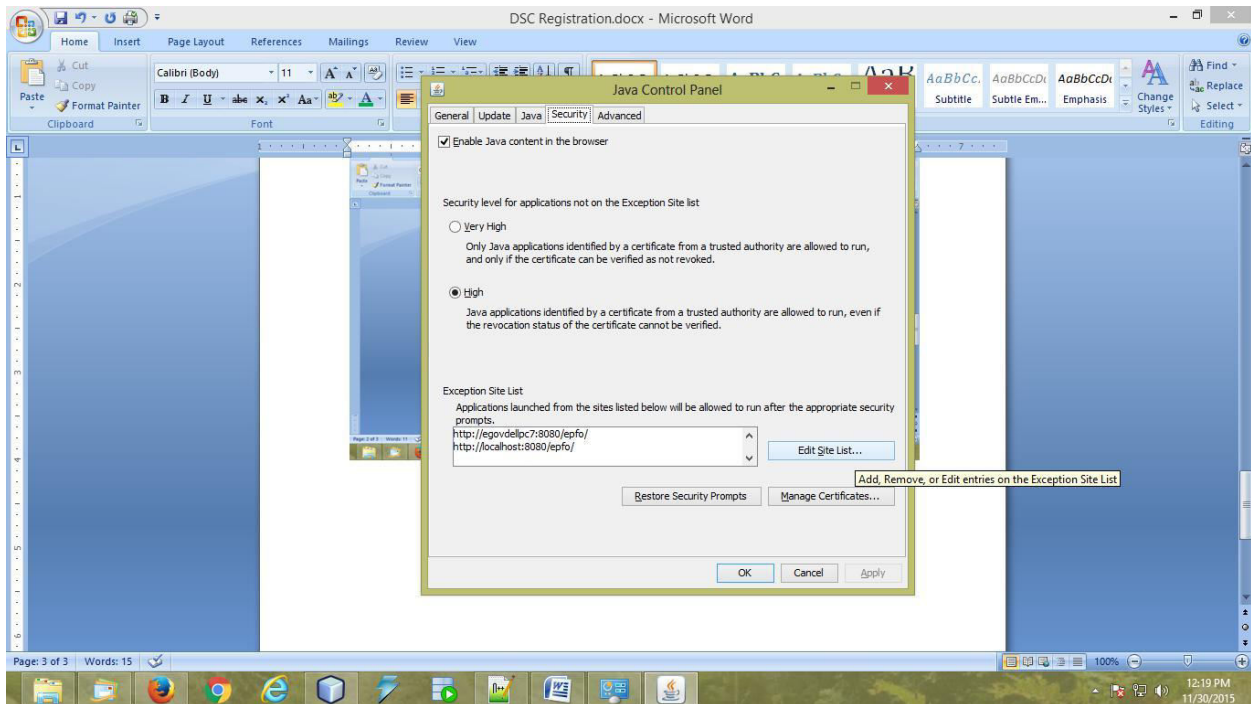 DSC Registration.docx - Microsoft Word
Home Insert Page Layout References Mailings Review View
Cut
Copy
Paste
Format Painter
Clipboard
Calibri (Body) 11
Font
AaBbCc. AaBbCcDt AaBbCcDt
Subtitle Subtle Em... Emphasis
Change Styles
Find
Replace
Select
Editing
Java Control Panel
General Update Java Security Advanced
Enable Java content in the browser
Security level for applications not on the Exception Site list
Very High
Only Java applications identified by a certificate from a trusted authority are allowed to run,
and only if the certificate can be verified as not revoked.
High
Java applications identified by a certificate from a trusted authority are allowed to run, even if
the revocation status of the certificate cannot be verified.
Exception Site List
Applications launched from the sites listed below will be allowed to run after the appropriate security
prompts.
http://egovdellpc7:8080/epfo/
http://localhost:8080/epfo/
Edit Site List...
Add, Remove, or Edit entries on the Exception Site List
Restore Security Prompts Manage Certificates...
OK Cancel Apply
Page: 3 of 3 Words: 15
100%
12:19 PM
11/30/2015